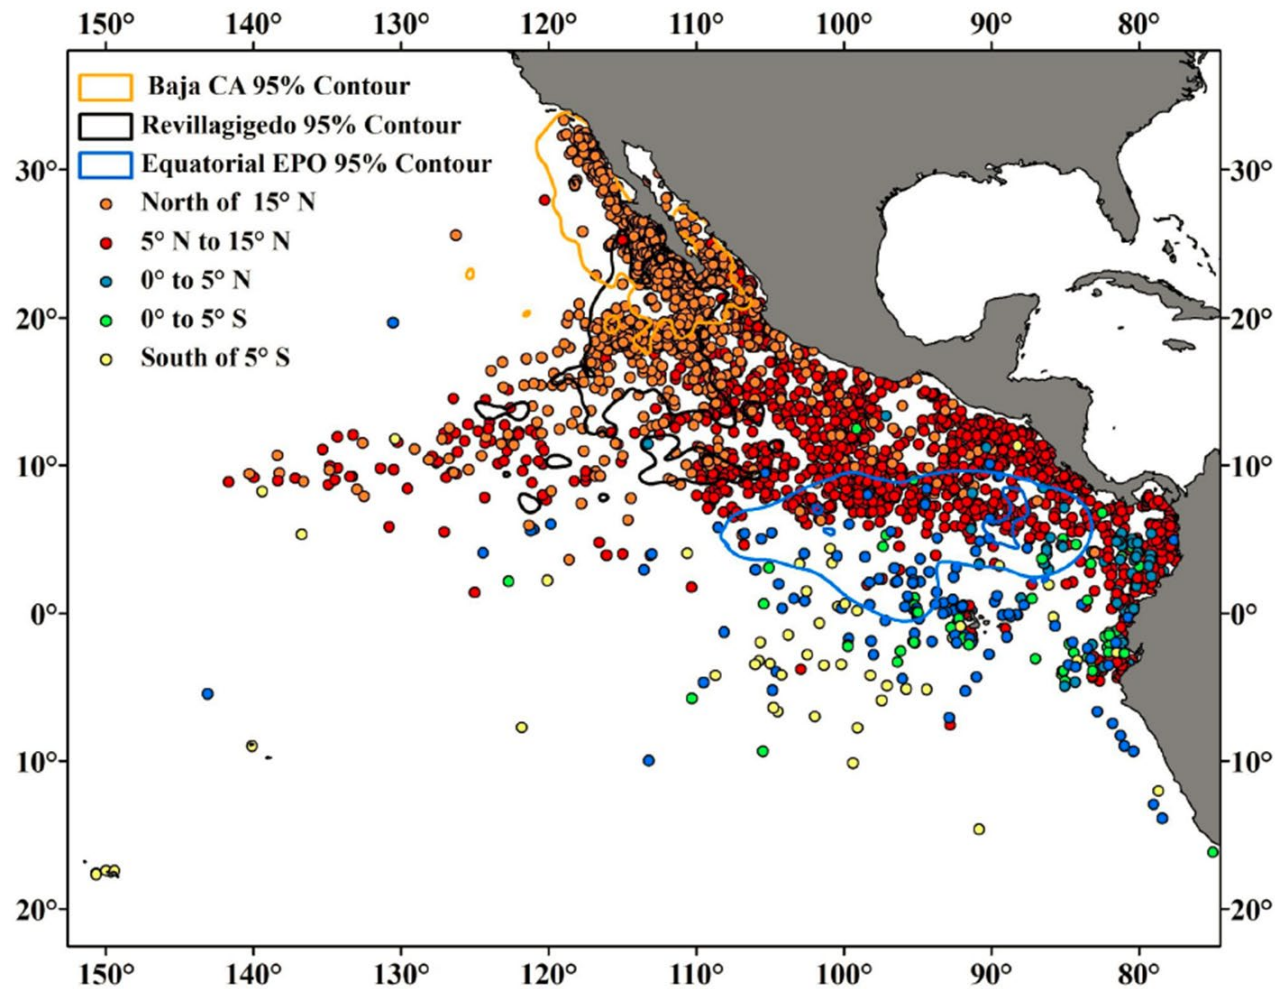 150° 140° 130° 120° 110° 100° 90° 80°
Baja CA 95% Contour
Revillagigedo 95% Contour
Equatorial EPO 95% Contour
North of 15° N
5° N to 15° N
0° to 5° N
0° to 5° S
South of 5° S
30° 30°
20° 20°
10° 10°
0° 0°
10° 10°
20° 20°
150° 140° 130° 120° 110° 100° 90° 80°